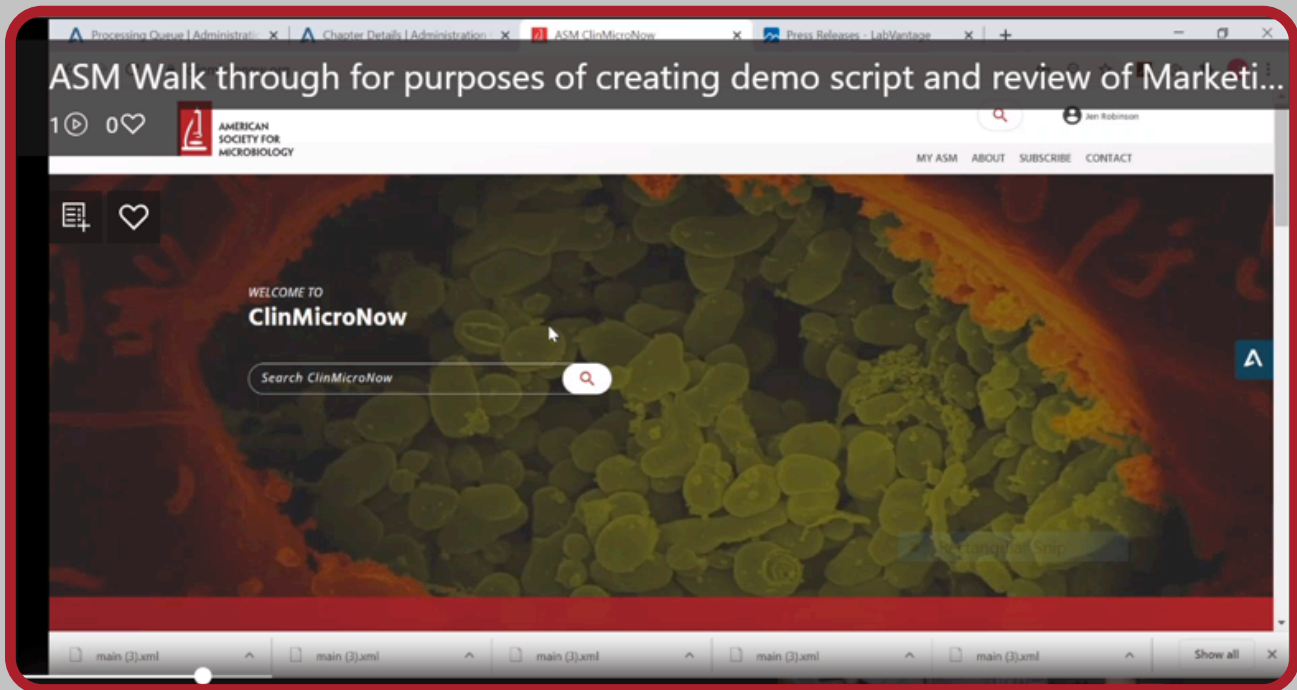 Processing Queue | Administratic
Chapter Details | Administration
ASM ClinMicroNow
Press Releases - LabVantage
ASM Walk through for purposes of creating demo script and review of Marketi...
1 0
AMERICAN
SOCIETY FOR
MICROBIOLOGY
Jen Robinson
MY ASM ABOUT SUBSCRIBE CONTACT
WELCOME TO
ClinMicroNow
Search ClinMicroNow
Rectangular Snip
main (3).xml main (3).xml main (3).xml main (3).xml main (3).xml Show all